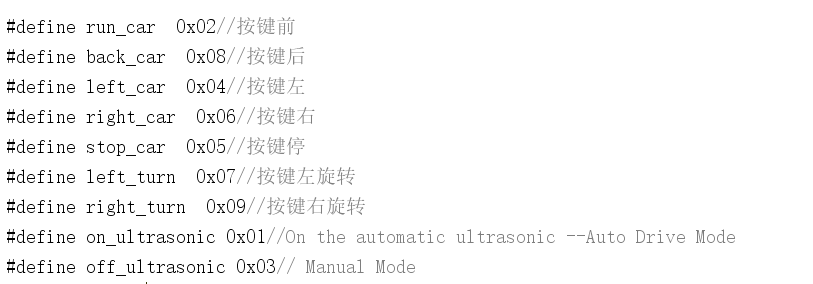 #define run_car  0x02//按键前
#define back_car  0x08//按键后
#define left_car  0x04//按键左
#define right_car  0x06//按键右
#define stop_car  0x05//按键停
#define left_turn  0x07//按键左旋转
#define right_turn  0x09//按键右旋转
#define on_ultrasonic 0x01//On the automatic ultrasonic --Auto Drive Mode
#define off_ultrasonic 0x03// Manual Mode